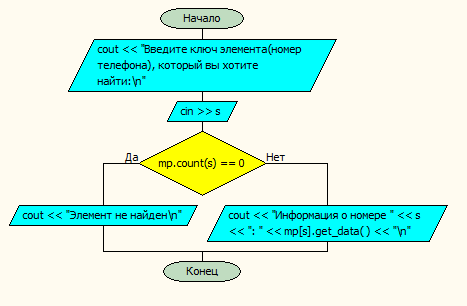 Начало
cout << "Введите ключ элемента(номер
телефона), который вы хотите
найти:\n"
cin >> s
Да
mp.count(s) == 0
Нет
cout << "Элемент не найден\n"
cout << "Информация о номере " << s
<< ": " << mp[s].get_data( ) << "\n"
Конец